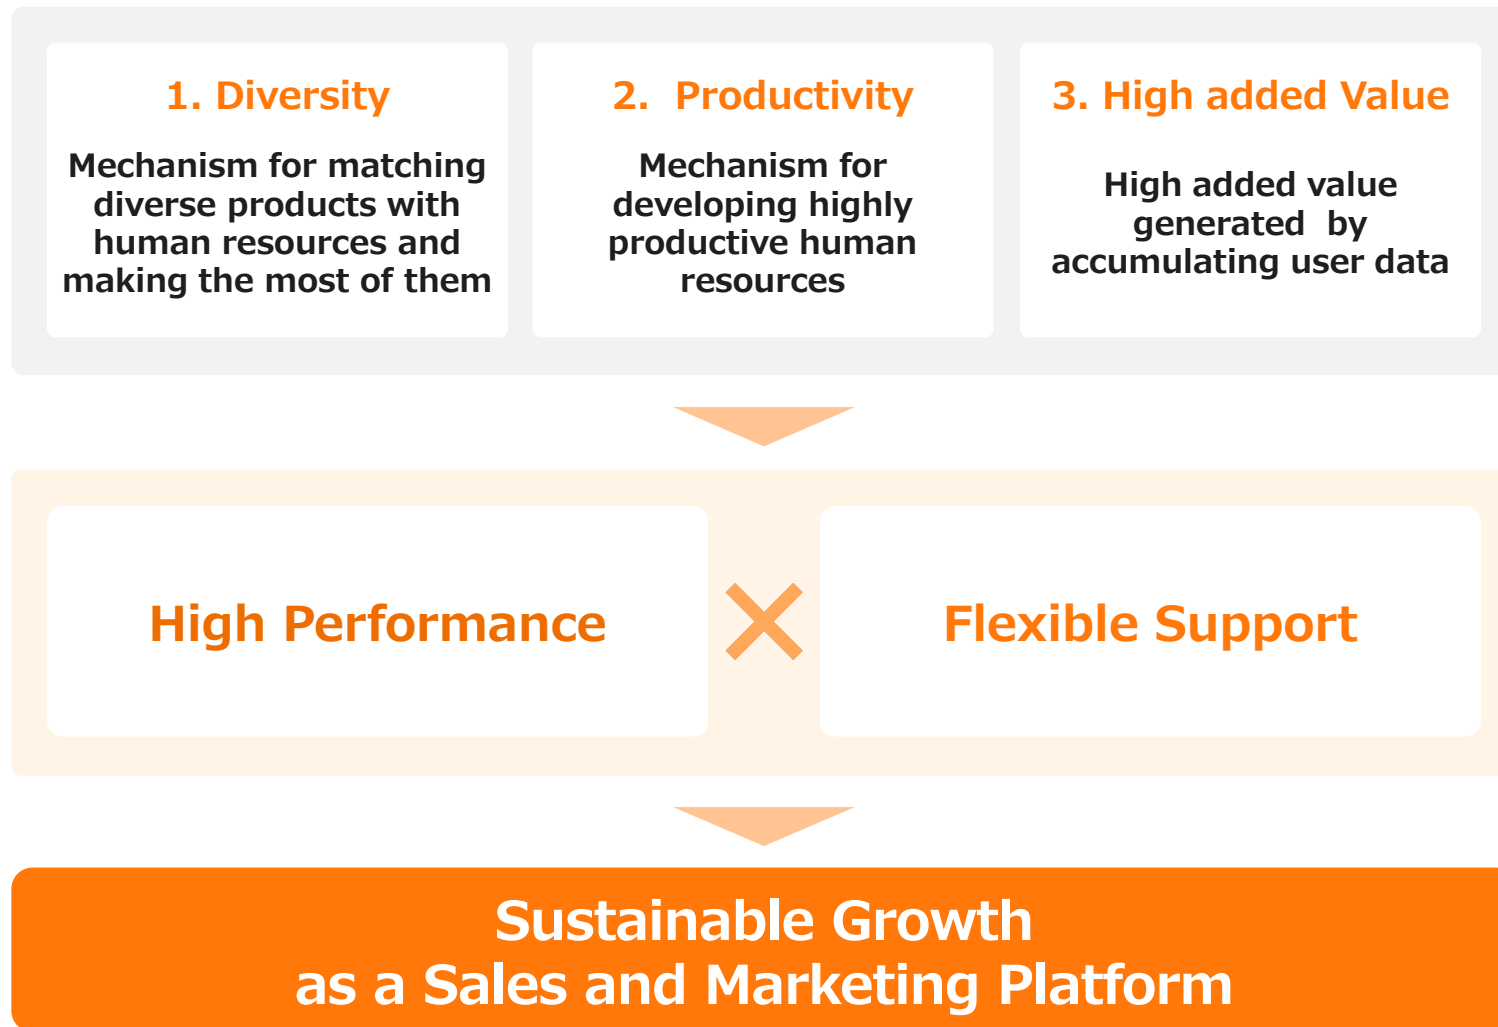 1. Diversity
Mechanism for matching
diverse products with
human resources and
making the most of them
2. Productivity
Mechanism for
developing highly
productive human
resources
3. High added Value
High added value
generated by
accumulating user data
High Performance
Flexible Support
Sustainable Growth
as a Sales and Marketing Platform